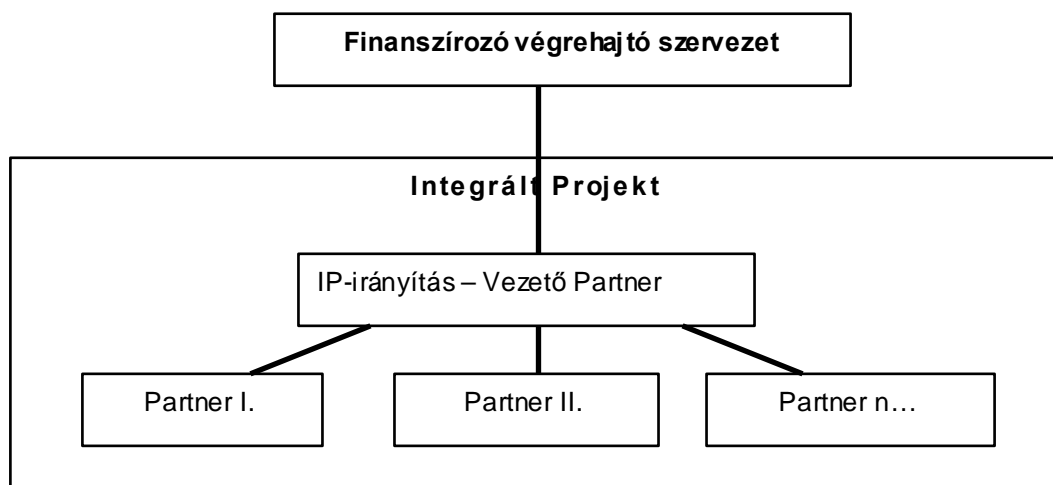 Finanszírozó végrehajtó szervezet
Integrált Projekt
IP-irányítás – Vezető Partner
Partner I.
Partner II.
Partner n…